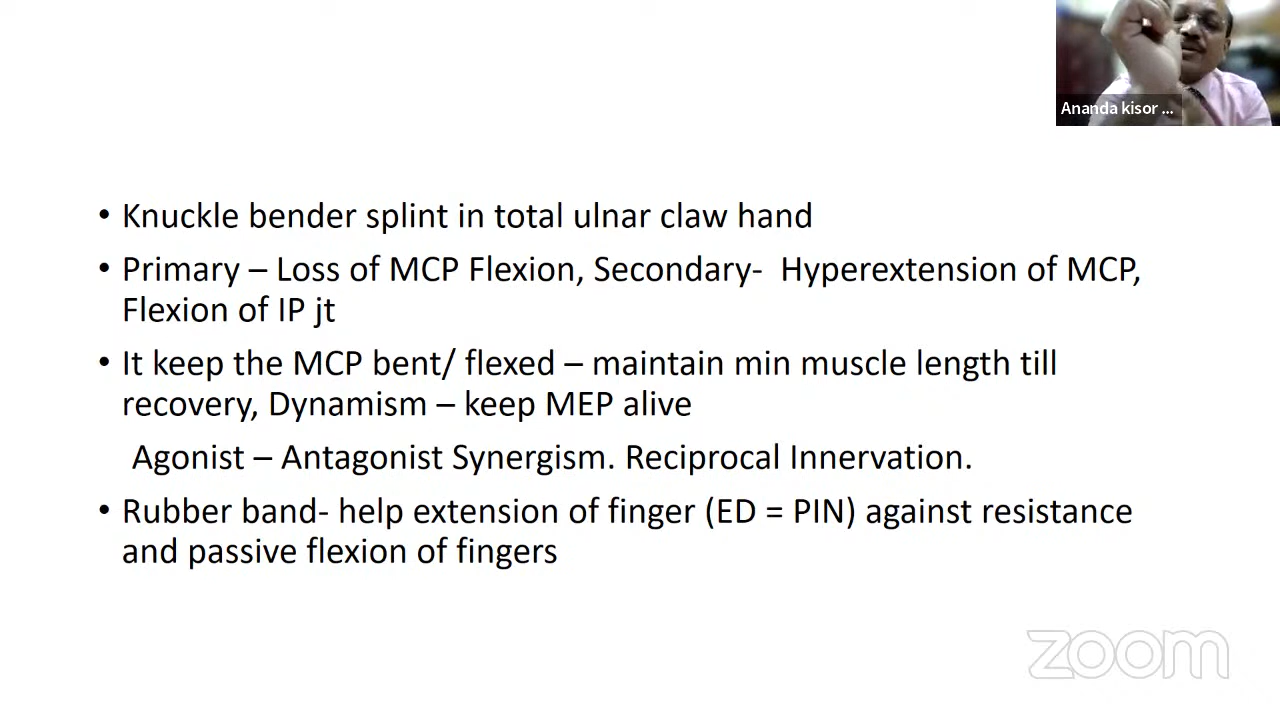 Ananda kisor ...
• Knuckle bender splint in total ulnar claw hand
• Primary – Loss of MCP Flexion, Secondary- Hyperextension of MCP,
Flexion of IP jt
• It keep the MCP bent/ flexed – maintain min muscle length till
recovery, Dynamism – keep MEP alive
Agonist – Antagonist Synergism. Reciprocal Innervation.
• Rubber band- help extension of finger (ED = PIN) against resistance
and passive flexion of fingers
zoom